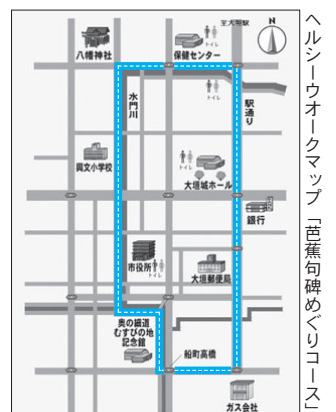 ヘルシーウオークマップ「芭蕉句碑めぐりコース」
至大垣駅
N
八幡神社
保健センター
トイレ
トイレ
水門川
駅通り
興文小学校
トイレ
大垣城ホール
銀行
市役所
トイレ
大垣郵便局
奥の細道
むすびの地
記念館
船町高橋
ガス会社